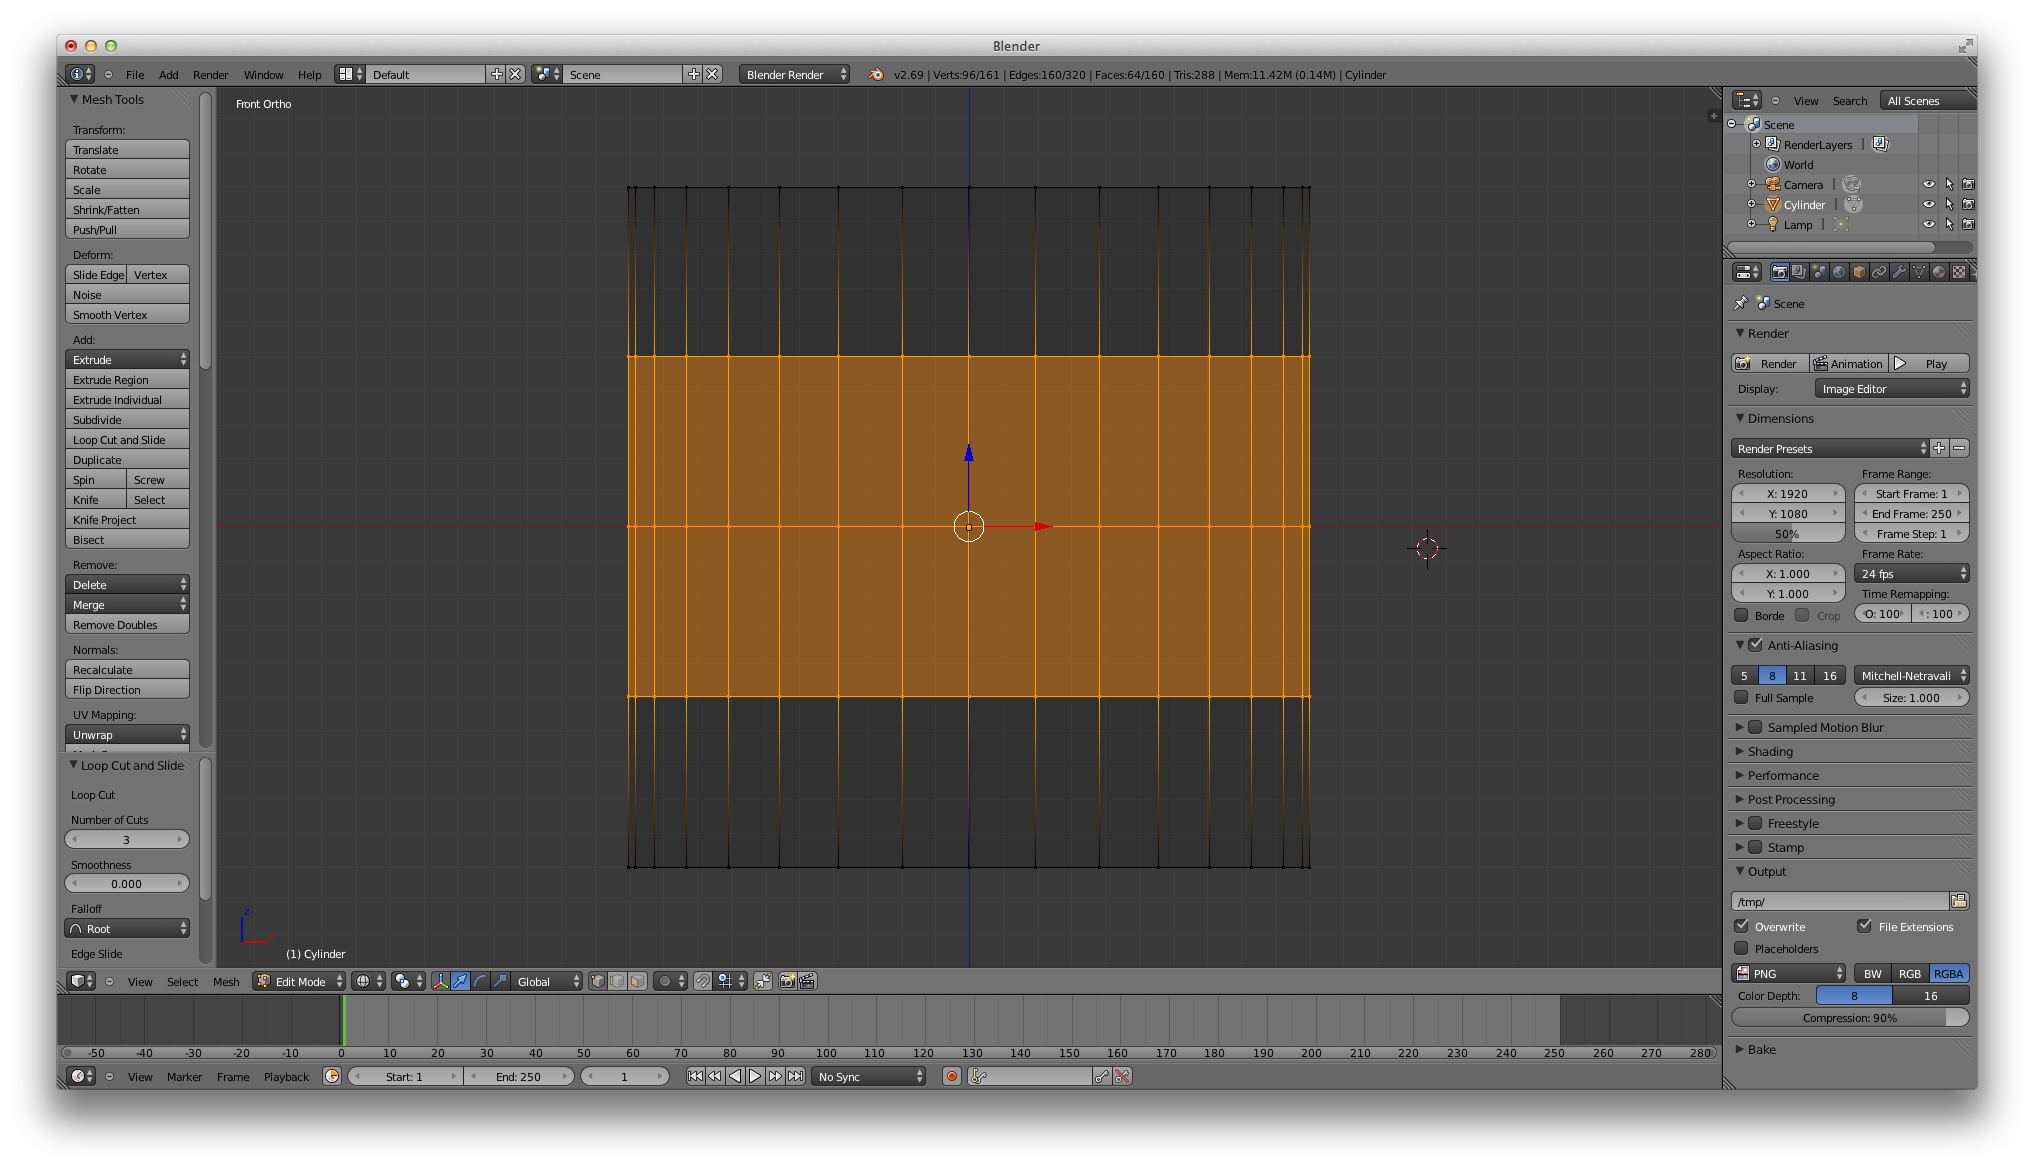 Blender
File Add Render Window Help Default Scene Blender Render v2.69 | Verts:96/161 | Edges:160/320 | Faces:64/160 | Tris:288 | Mem:11.42M (0.14M) | Cylinder
Mesh Tools
Transform:
Translate
Rotate
Scale
Shrink/Fatten
Push/Pull
Deform:
Slide Edge Vertex
Noise
Smooth Vertex
Add:
Extrude
Extrude Region
Extrude Individual
Subdivide
Loop Cut and Slide
Duplicate
Spin Screw
Knife Select
Knife Project
Bisect
Remove:
Delete
Merge
Remove Doubles
Normals:
Recalculate
Flip Direction
UV Mapping:
Unwrap
Loop Cut and Slide
Loop Cut
Number of Cuts
3
Smoothness
0.000
Falloff
Root
Edge Slide
Front Ortho
z
x
(1) Cylinder
View Select Mesh Edit Mode Global
-50 -40 -30 -20 -10 0 10 20 30 40 50 60 70 80 90 100 110 120 130 140 150 160 170 180 190 200 210 220 230 240 250 260 270 280
View Marker Frame Playback Start: 1 End: 250 1 No Sync
View Search All Scenes
Scene
RenderLayers |
World
Camera |
Cylinder |
Lamp |
Scene
Render
Render Animation Play
Display: Image Editor
Dimensions
Render Presets
Resolution: Frame Range:
X: 1920 Start Frame: 1
Y: 1080 End Frame: 250
50% Frame Step: 1
Aspect Ratio: Frame Rate:
X: 1.000 24 fps
Y: 1.000 Time Remapping:
Borde Crop O: 100 : 100
Anti-Aliasing
5 8 11 16 Mitchell-Netravali
Full Sample Size: 1.000
Sampled Motion Blur
Shading
Performance
Post Processing
Freestyle
Stamp
Output
/tmp/
Overwrite File Extensions
Placeholders
PNG BW RGB RGBA
Color Depth: 8 16
Compression: 90%
Bake